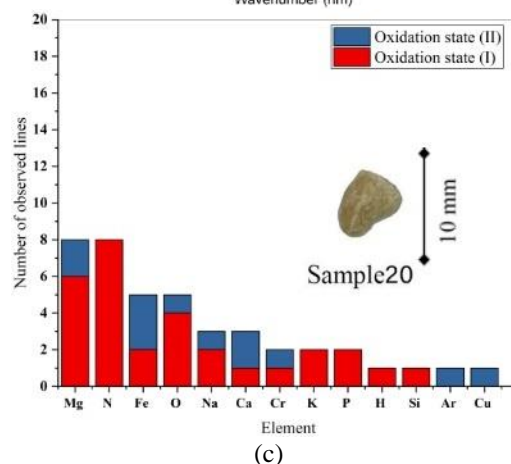 Wavenumber (nm)
20
18
16
14
12
10
8
6
4
2
0
Number of observed lines
Oxidation state (II)
Oxidation state (I)
10 mm
Sample20
Mg N Fe O Na Ca Cr K P H Si Ar Cu
Element
(c)